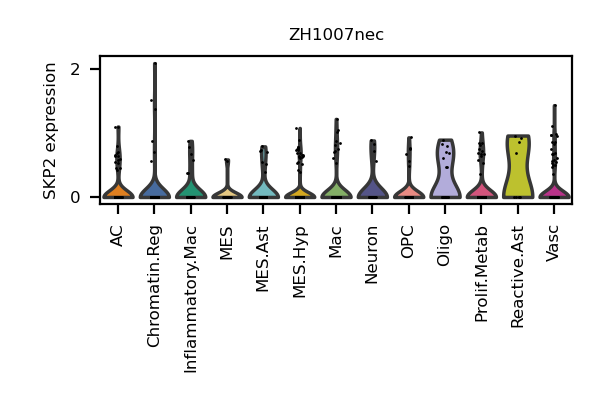 ZH1007nec
SKP2 expression
2
0
AC
Chromatin.Reg
Inflammatory.Mac
MES
MES.Ast
MES.Hyp
Mac
Neuron
OPC
Oligo
Prolif.Metab
Reactive.Ast
Vasc